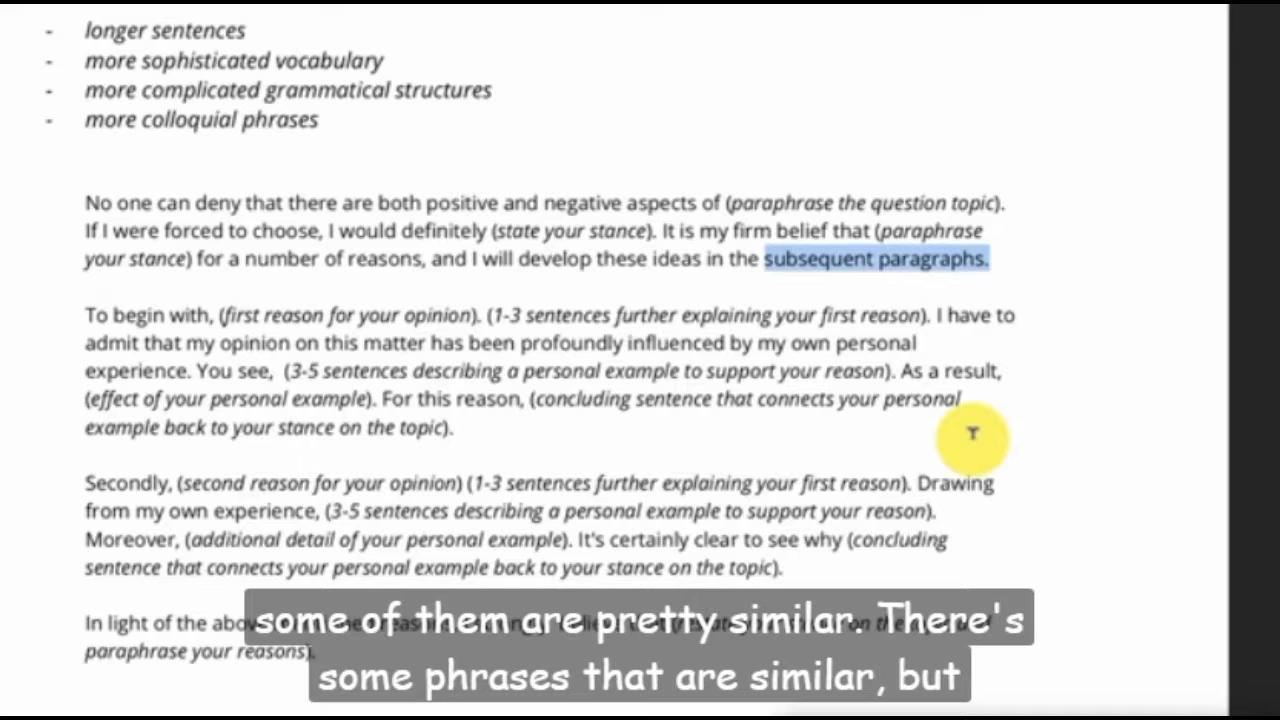 - longer sentences
- more sophisticated vocabulary
- more complicated grammatical structures
- more colloquial phrases
No one can deny that there are both positive and negative aspects of (paraphrase the question topic).
If I were forced to choose, I would definitely (state your stance). It is my firm belief that (paraphrase
your stance) for a number of reasons, and I will develop these ideas in the subsequent paragraphs.
To begin with, (first reason for your opinion). (1-3 sentences further explaining your first reason). I have to
admit that my opinion on this matter has been profoundly influenced by my own personal
experience. You see, (3-5 sentences describing a personal example to support your reason). As a result,
(effect of your personal example). For this reason, (concluding sentence that connects your personal
example back to your stance on the topic).
Secondly, (second reason for your opinion) (1-3 sentences further explaining your first reason). Drawing
from my own experience, (3-5 sentences describing a personal example to support your reason).
Moreover, (additional detail of your personal example). It's certainly clear to see why (concluding
sentence that connects your personal example back to your stance on the topic).
In light of the above
paraphrase your reasons).
some of them are pretty similar. There's
some phrases that are similar, but